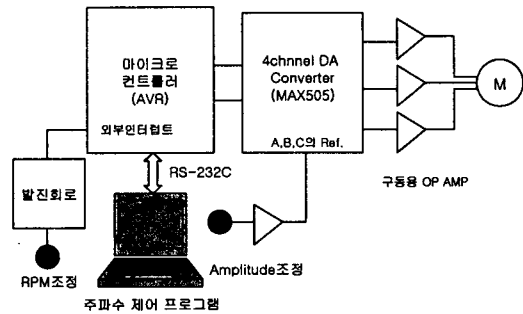 마이크로
컨트롤러
(AVR)
외부인터럽트
4chnnel DA
Converter
(MAX505)
A,B,C의 Ref.
M
구동용 OP AMP
RS-232C
발진회로
RPM조정
Amplitude조정
주파수 제어 프로그램